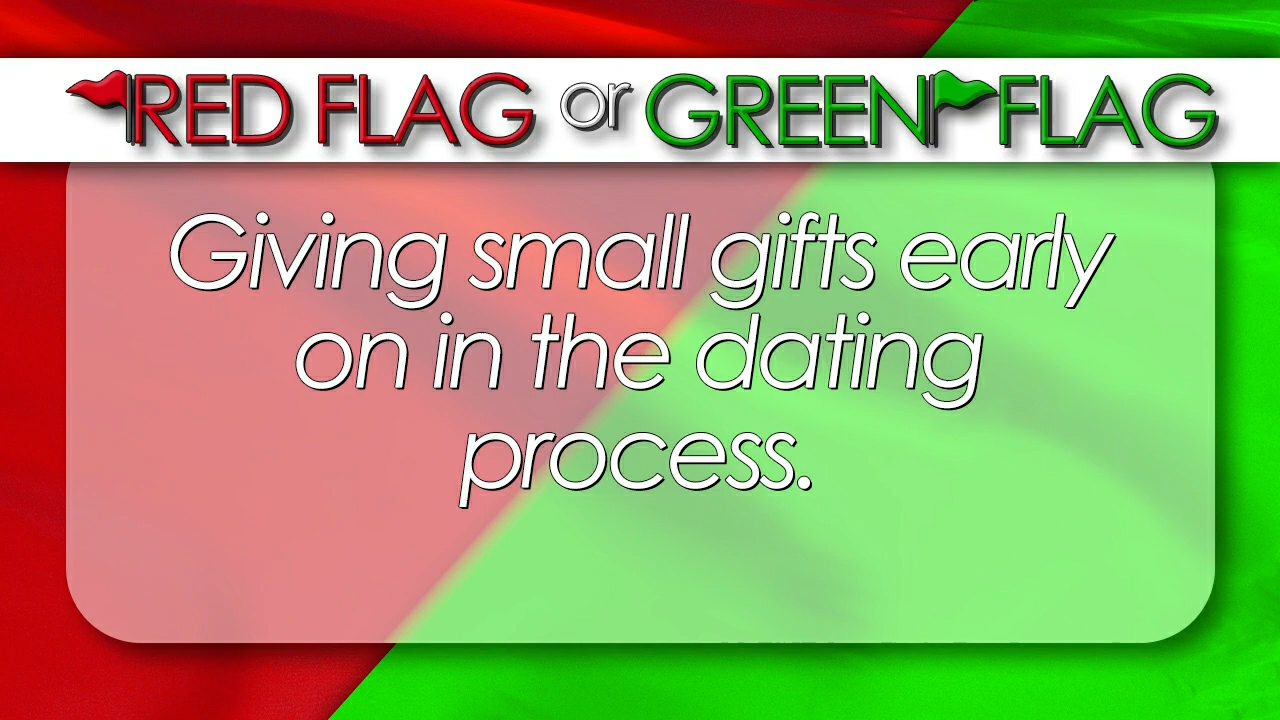 RED FLAG or GREEN FLAG
Giving small gifts early
on in the dating
process.